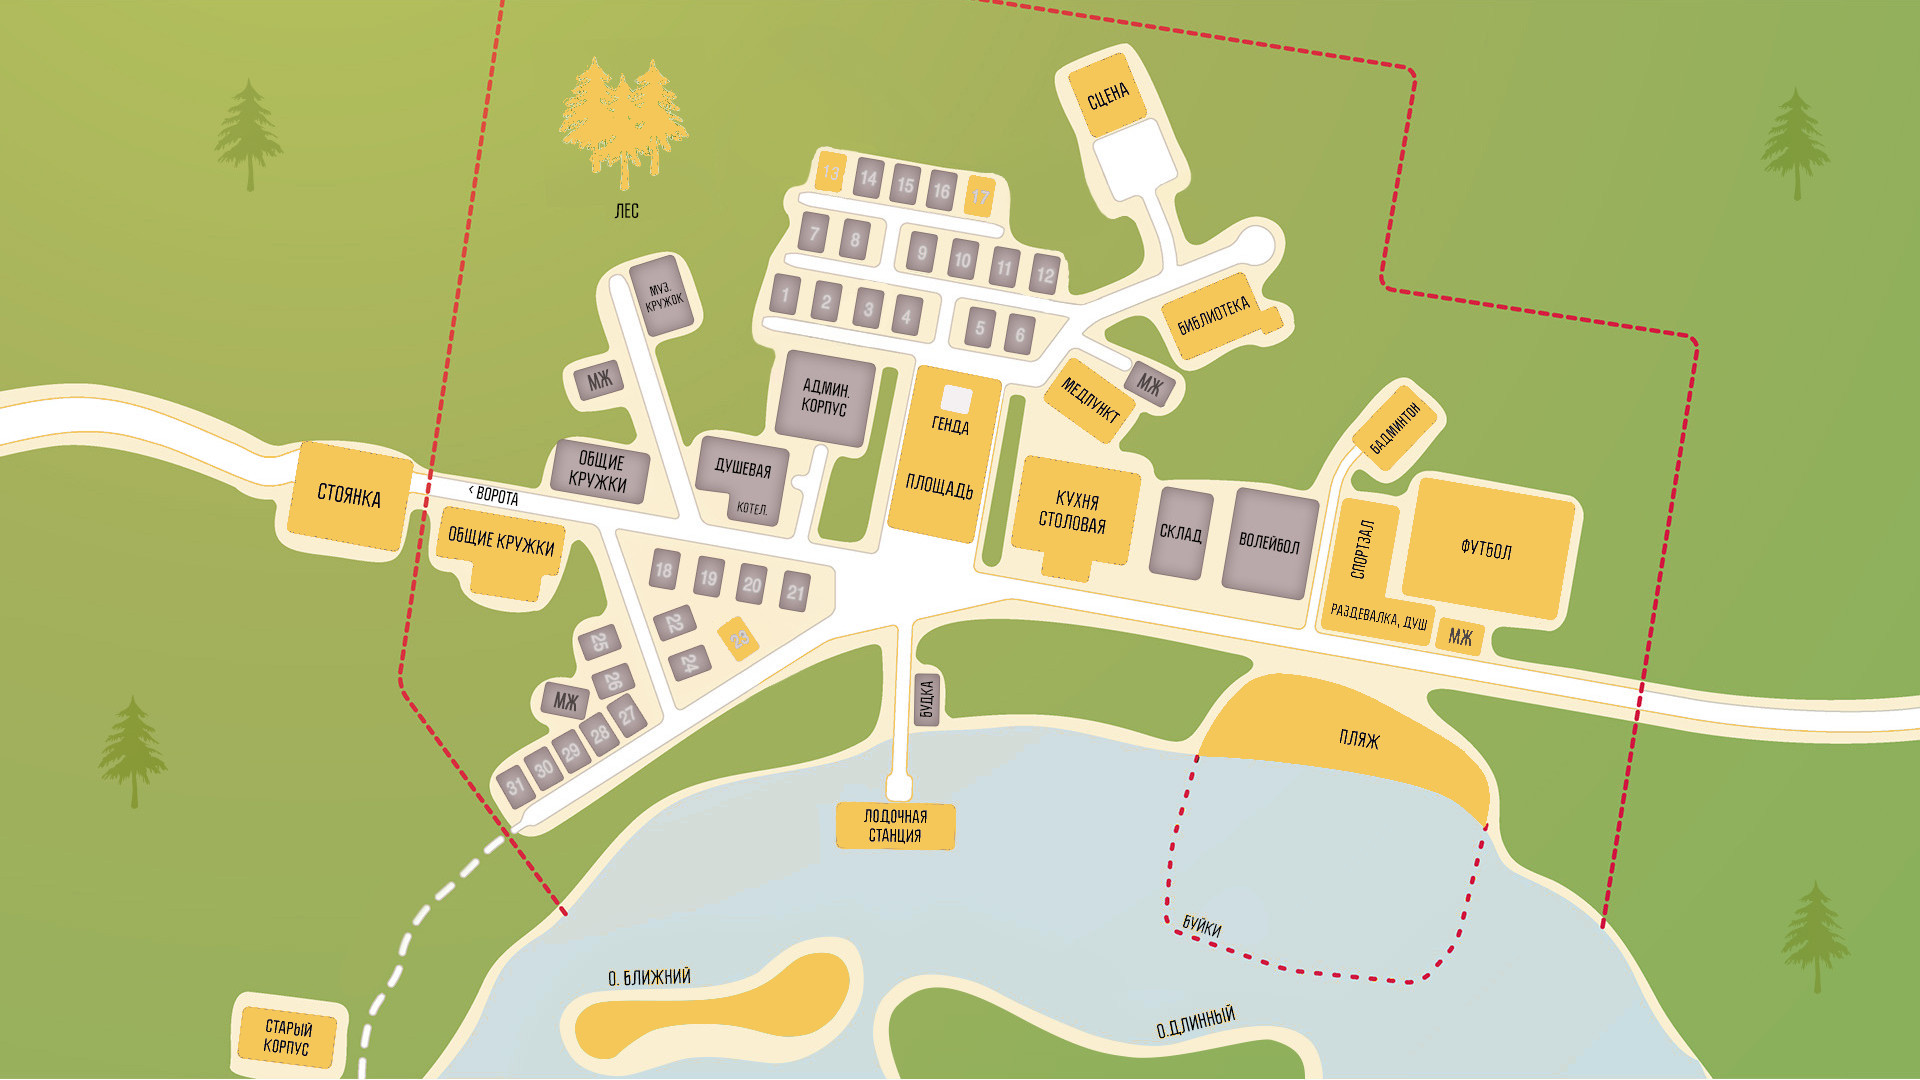 СЦЕНА
ЛЕС
13 14 15 16 17
7 8 9 10 11 12
1 2 3 4 5 6
МУЗ.
КРУЖОК
БИБЛИОТЕКА
МЖ
АДМИН.
КОРПУС
ГЕНДА
ПЛОЩАДЬ
МЕДПУНКТ
МЖ
БАДМИНТОН
СТОЯНКА
‹ ВОРОТА
ОБЩИЕ
КРУЖКИ
ДУШЕВАЯ
КОТЕЛ.
КУХНЯ
СТОЛОВАЯ
СКЛАД
ВОЛЕЙБОЛ
СПОРТЗАЛ
РАЗДЕВАЛКА, ДУШ
ФУТБОЛ
МЖ
ОБЩИЕ КРУЖКИ
18 19 20 21
22
24
25
26
МЖ
27
28
29
30
31
БУДКА
ПЛЯЖ
ЛОДОЧНАЯ
СТАНЦИЯ
БУЙКИ
О. БЛИЖНИЙ
О.ДЛИННЫЙ
СТАРЫЙ
КОРПУС